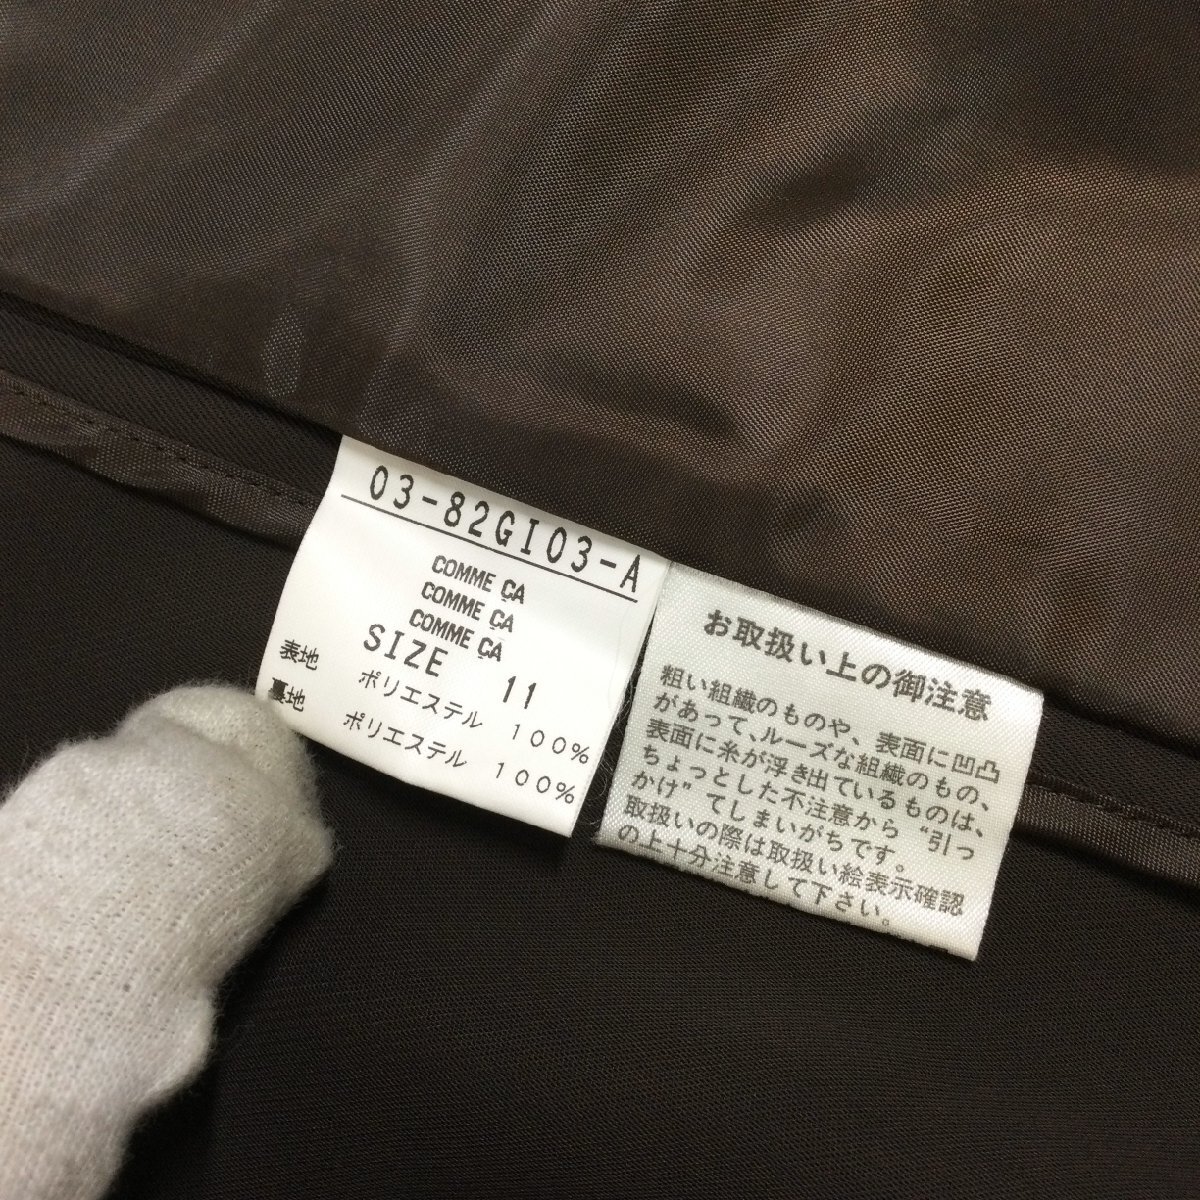 03-82GI03-A
COMME ÇA
COMME ÇA
COMME ÇA
SIZE 11
表地 ポリエステル 100%
裏地 ポリエステル 100%
お取扱い上の御注意
粗い組織のものや、表面に凹凸
があって、ルーズな組織のもの、
表面に糸が浮き出ているものは、
ちょっとした不注意から“引っ
かけ”てしまいがちです。
取扱いの際は取扱い絵表示確認
の上十分注意して下さい。